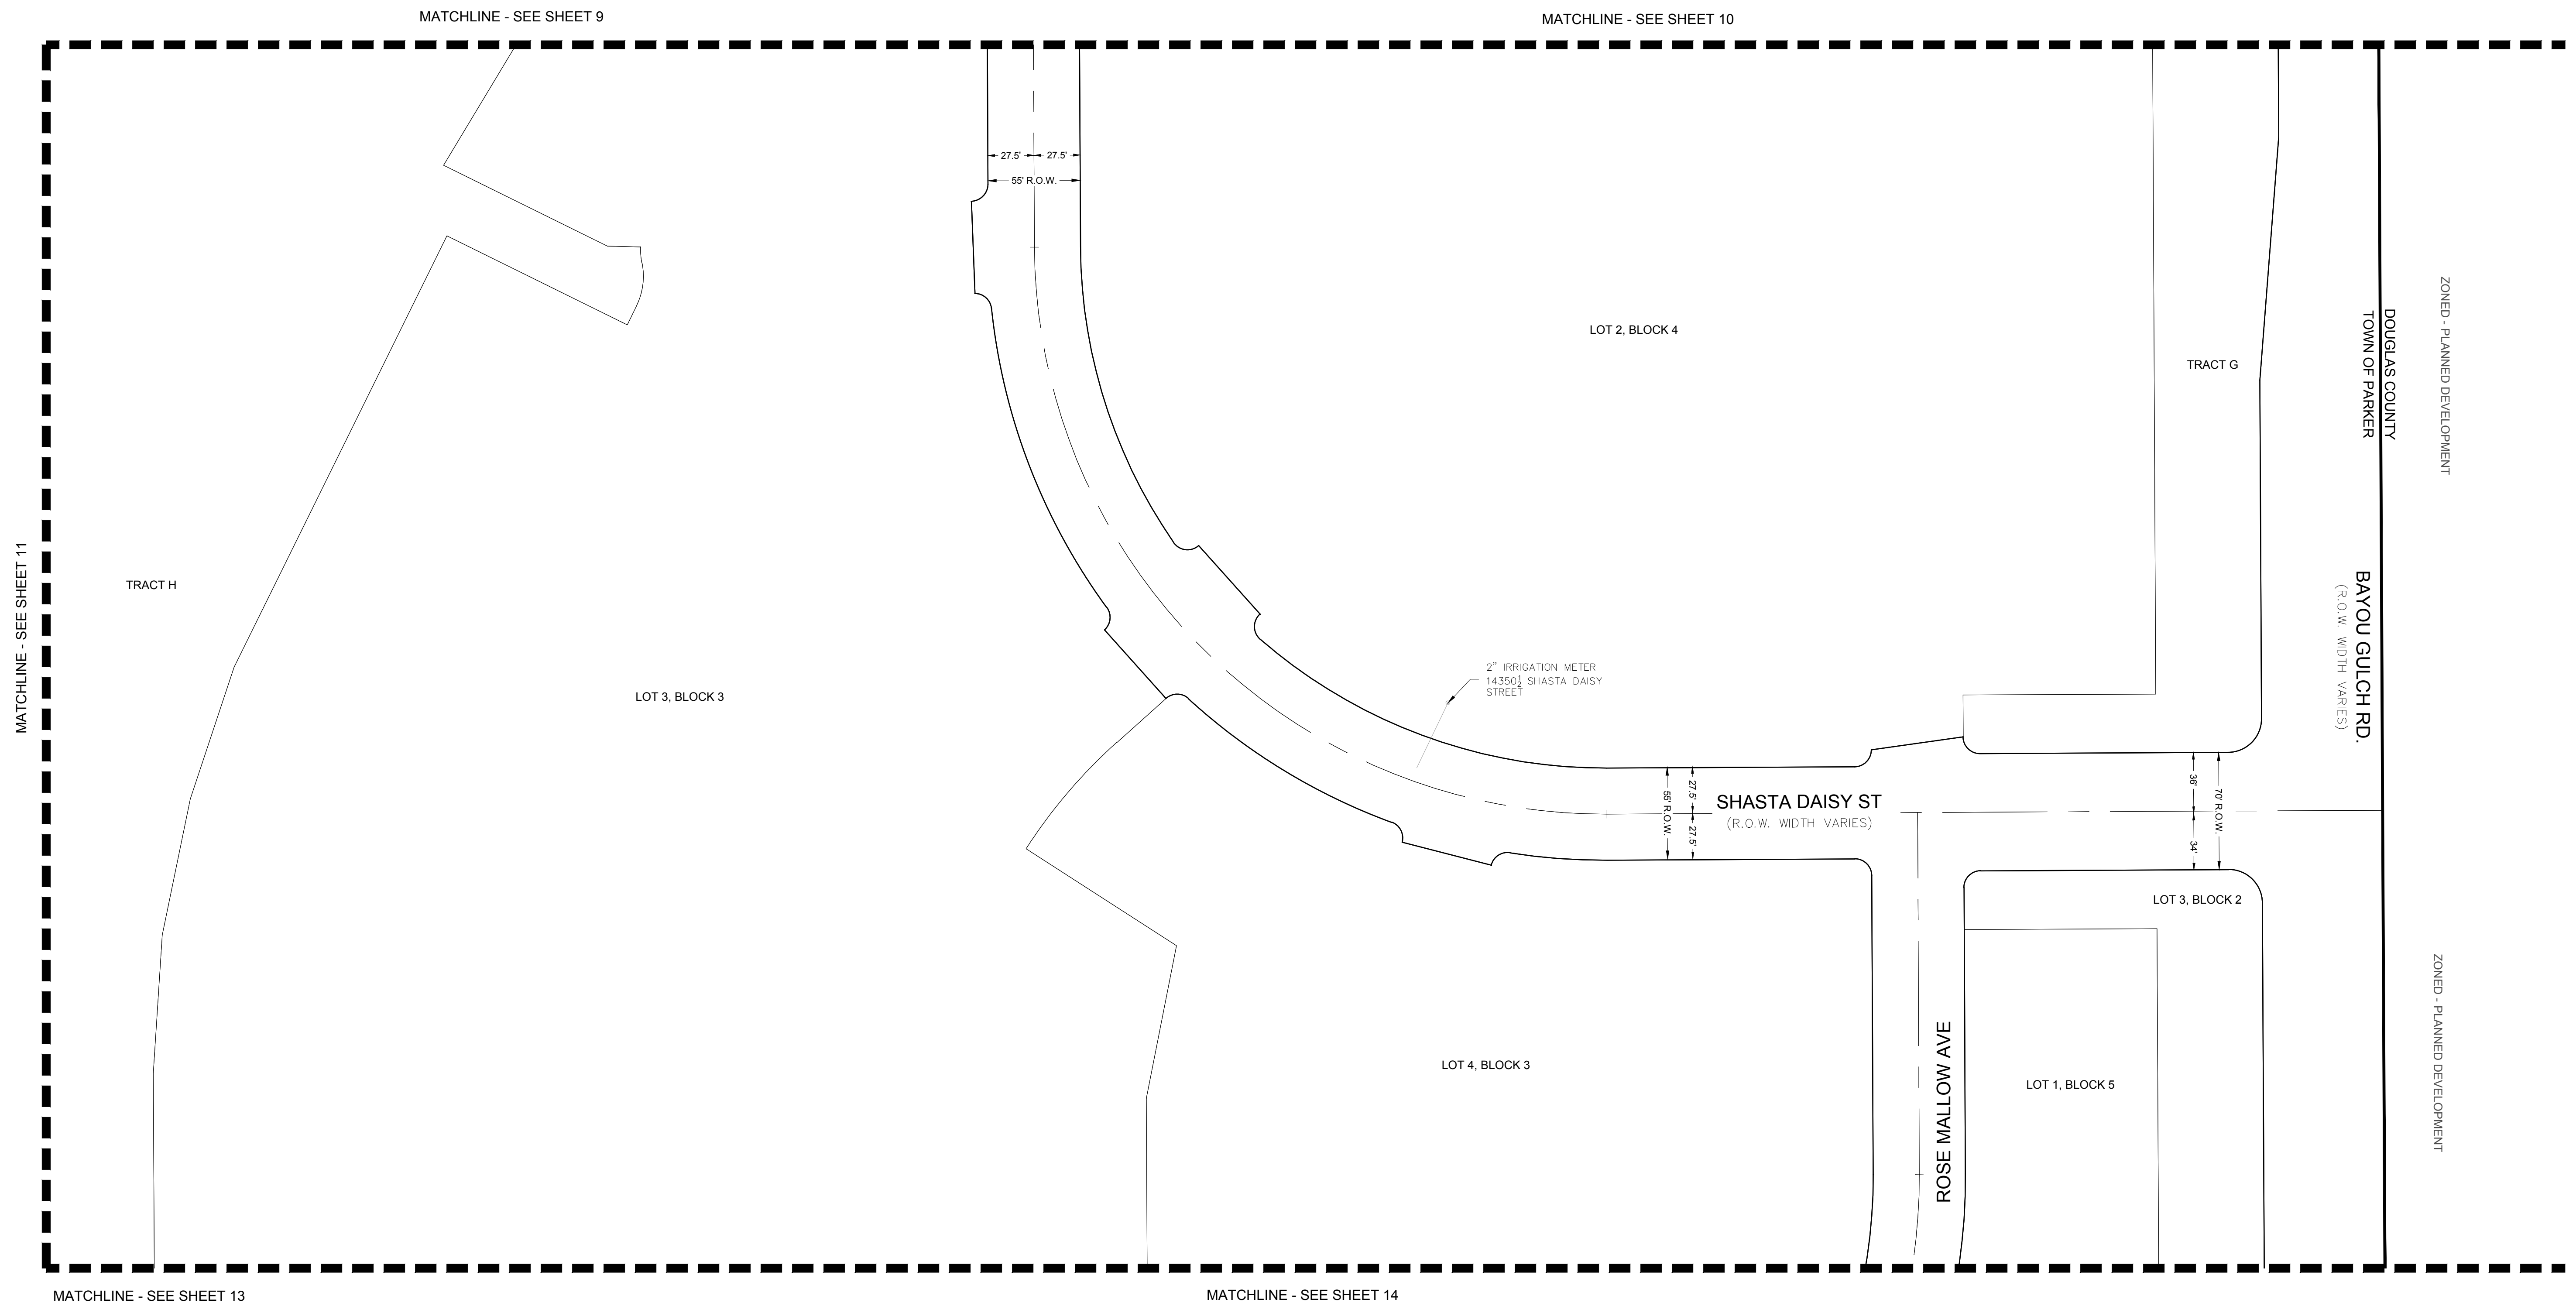 MATCHLINE - SEE SHEET 9
MATCHLINE - SEE SHEET 10
27.5'
27.5'
55' R.O.W.
LOT 2, BLOCK 4
TRACT G
DOUGLAS COUNTY
TOWN OF PARKER
ZONED - PLANNED DEVELOPMENT
MATCHLINE - SEE SHEET 11
TRACT H
LOT 3, BLOCK 3
2" IRRIGATION METER
14350½ SHASTA DAISY
STREET
BAYOU GULCH RD.
(R.O.W. WIDTH VARIES)
55' R.O.W.
27.5'
27.5'
SHASTA DAISY ST
(R.O.W. WIDTH VARIES)
36'
34'
70' R.O.W.
LOT 3, BLOCK 2
LOT 4, BLOCK 3
ROSE MALLOW AVE
LOT 1, BLOCK 5
ZONED - PLANNED DEVELOPMENT
MATCHLINE - SEE SHEET 13
MATCHLINE - SEE SHEET 14